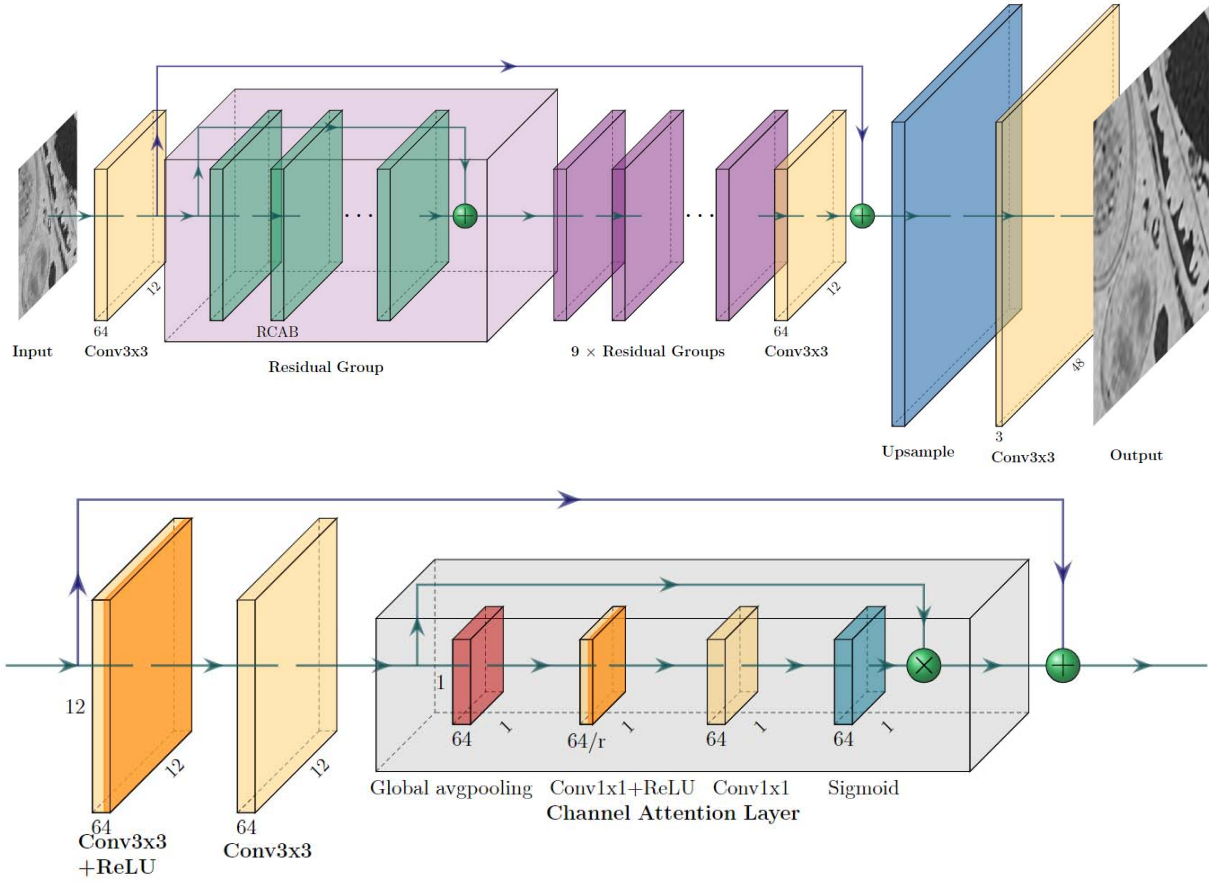 . . .
. . .
12
12
64
RCAB
64
Input
Conv3x3
Residual Group
9 × Residual Groups
Conv3x3
48
3
Upsample
Conv3x3
Output
12
12
12
1
1
1
1
1
64
64/r
64
64
Global avgpooling
Conv1x1+ReLU
Conv1x1
Sigmoid
Channel Attention Layer
64
64
Conv3x3
+ReLU
Conv3x3